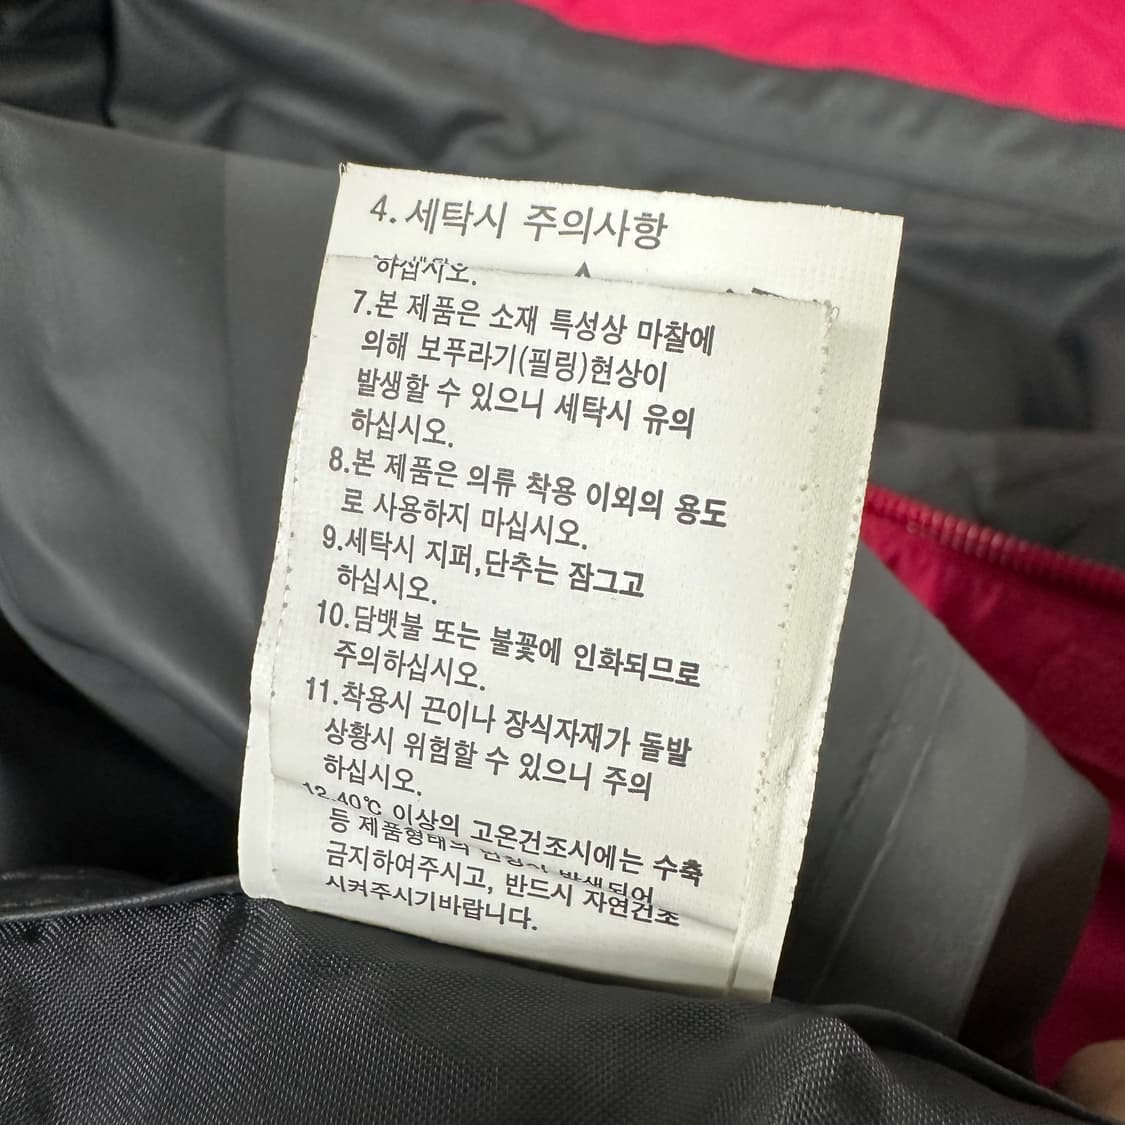 4. 세탁시 주의사항
하십시오.
7.본 제품은 소재 특성상 마찰에
의해 보푸라기(필링)현상이
발생할 수 있으니 세탁시 유의
하십시오.
8.본 제품은 의류 착용 이외의 용도
로 사용하지 마십시오.
9.세탁시 지퍼,단추는 잠그고
하십시오.
10.담뱃불 또는 불꽃에 인화되므로
주의하십시오.
11.착용시 끈이나 장식자재가 돌발
상황시 위험할 수 있으니 주의
하십시오.
12.40℃ 이상의 고온건조시에는 수축
등 제품형태의 발생되어
금지하여주시고, 반드시 자연건조
시켜주시기바랍니다.